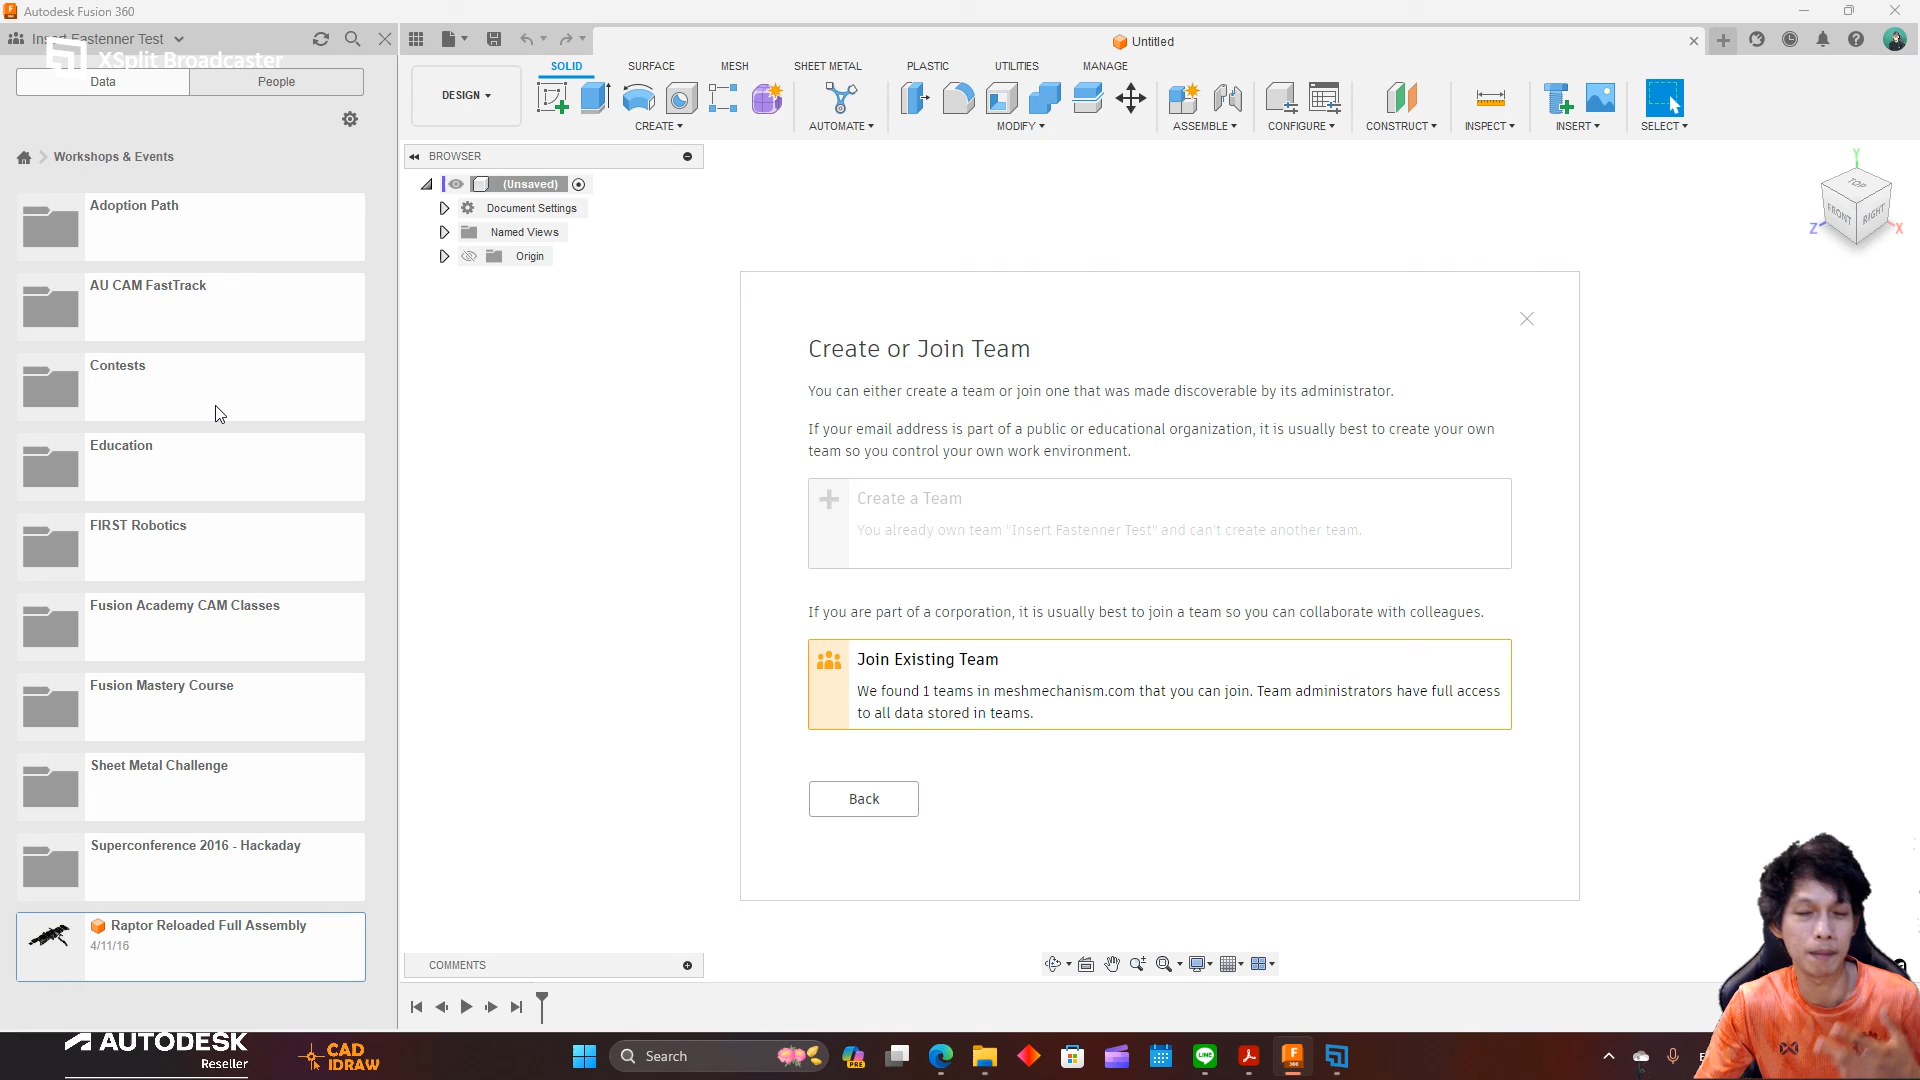 Autodesk Fusion 360
Insert Fastenner Test
XSplit Broadcaster
Data
People
Workshops & Events
Adoption Path
AU CAM FastTrack
Contests
Education
FIRST Robotics
Fusion Academy CAM Classes
Fusion Mastery Course
Sheet Metal Challenge
Superconference 2016 - Hackaday
Raptor Reloaded Full Assembly
4/11/16
Untitled
SOLID
SURFACE
MESH
SHEET METAL
PLASTIC
UTILITIES
MANAGE
DESIGN
CREATE
AUTOMATE
MODIFY
ASSEMBLE
CONFIGURE
CONSTRUCT
INSPECT
INSERT
SELECT
BROWSER
(Unsaved)
Document Settings
Named Views
Origin
Y
TOP
FRONT
RIGHT
Z
X
Create or Join Team
You can either create a team or join one that was made discoverable by its administrator.
If your email address is part of a public or educational organization, it is usually best to create your own
team so you control your own work environment.
Create a Team
You already own team "Insert Fastenner Test" and can't create another team.
If you are part of a corporation, it is usually best to join a team so you can collaborate with colleagues.
Join Existing Team
We found 1 teams in meshmechanism.com that you can join. Team administrators have full access
to all data stored in teams.
Back
COMMENTS
AUTODESK
Reseller
CAD
IDRAW
Search
PRE
LINE
F
360